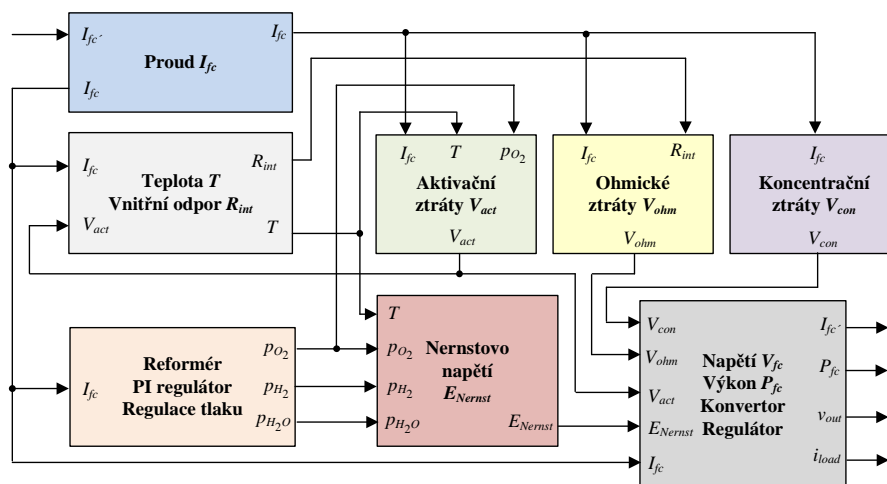 I_fc´
I_fc
Proud I_fc
I_fc
I_fc
R_int
Teplota T
Vnitřní odpor R_int
V_act
T
I_fc T p_O2
Aktivační
ztráty V_act
V_act
I_fc R_int
Ohmické
ztráty V_ohm
V_ohm
I_fc
Koncentrační
ztráty V_con
V_con
Reformér
PI regulátor
Regulace tlaku
I_fc
p_O2
p_H2
p_H2O
T
p_O2
p_H2
p_H2O
Nernstovo
napětí
E_Nernst
E_Nernst
V_con
V_ohm
V_act
E_Nernst
I_fc
Napětí V_fc
Výkon P_fc
Konvertor
Regulátor
I_fc´
P_fc
v_out
i_load